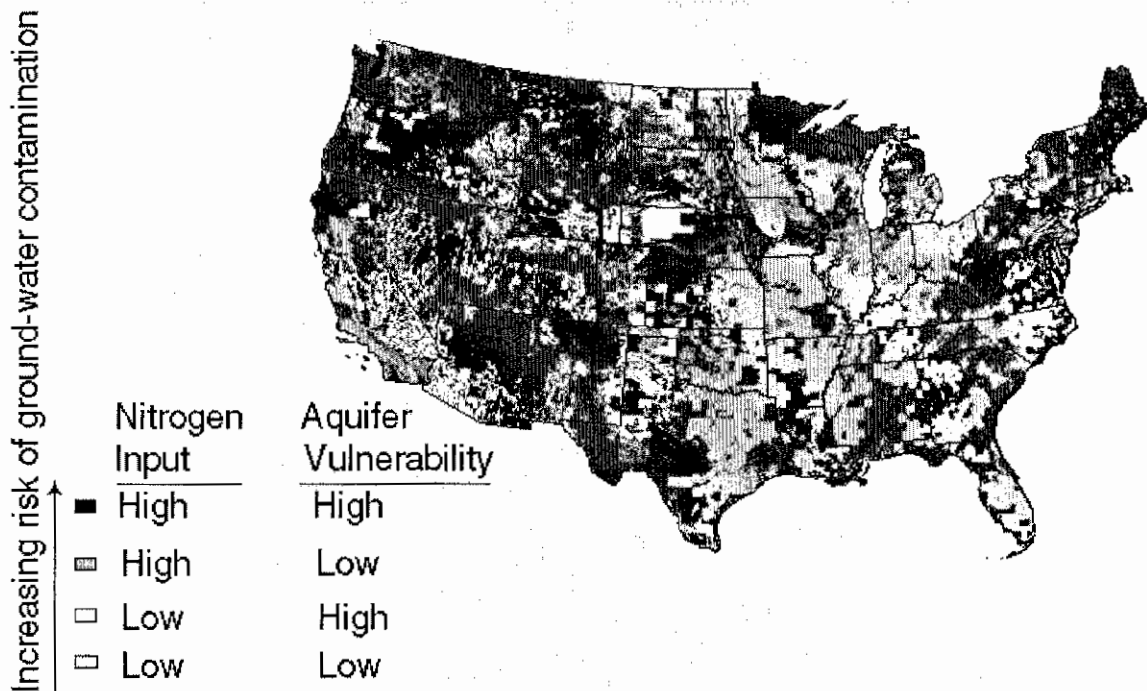 Increasing risk of ground-water contamination
Nitrogen Aquifer
Input Vulnerability
High High
High Low
Low High
Low Low